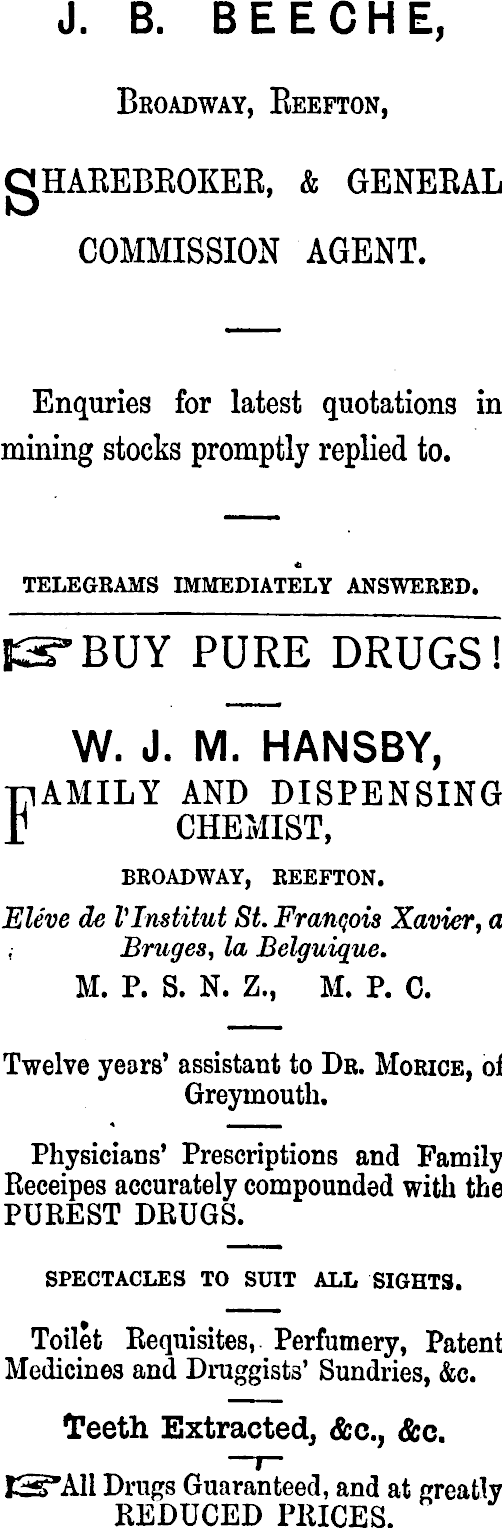 J. B. BEECHE,
BROADWAY, REEFTON,
SHAREBROKER, & GENERAL
COMMISSION AGENT.
Enquries for latest quotations in
mining stocks promptly replied to.
TELEGRAMS IMMEDIATELY ANSWERED.
☞ BUY PURE DRUGS!
W. J. M. HANSBY,
FAMILY AND DISPENSING
CHEMIST,
BROADWAY, REEFTON.
Eléve de l'Institut St. François Xavier, a
Bruges, la Belguique.
M. P. S. N. Z., M. P. C.
Twelve years' assistant to DR. MORICE, of
Greymouth.
Physicians' Prescriptions and Family
Receipes accurately compounded with the
PUREST DRUGS.
SPECTACLES TO SUIT ALL SIGHTS.
Toilet Requisites, Perfumery, Patent
Medicines and Druggists' Sundries, &c.
Teeth Extracted, &c., &c.
☞ All Drugs Guaranteed, and at greatly
REDUCED PRICES.